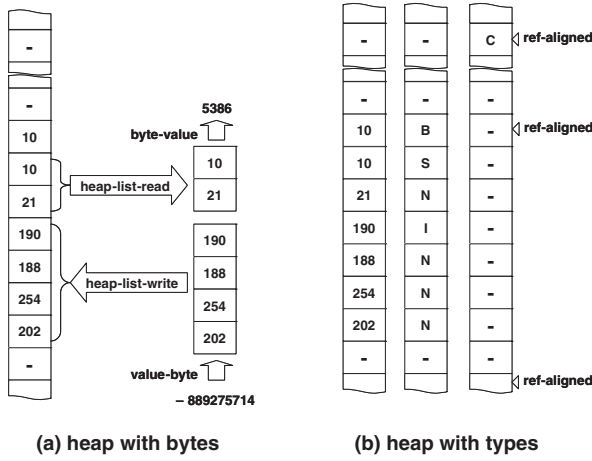 -
-
10
10
21
190
188
254
202
-
5386
byte-value
10
21
heap-list-read
190
188
254
202
heap-list-write
value-byte
– 889275714
(a) heap with bytes
- - C ref-aligned
- - -
10 B - ref-aligned
10 S -
21 N -
190 I -
188 N -
254 N -
202 N -
- - -
ref-aligned
(b) heap with types